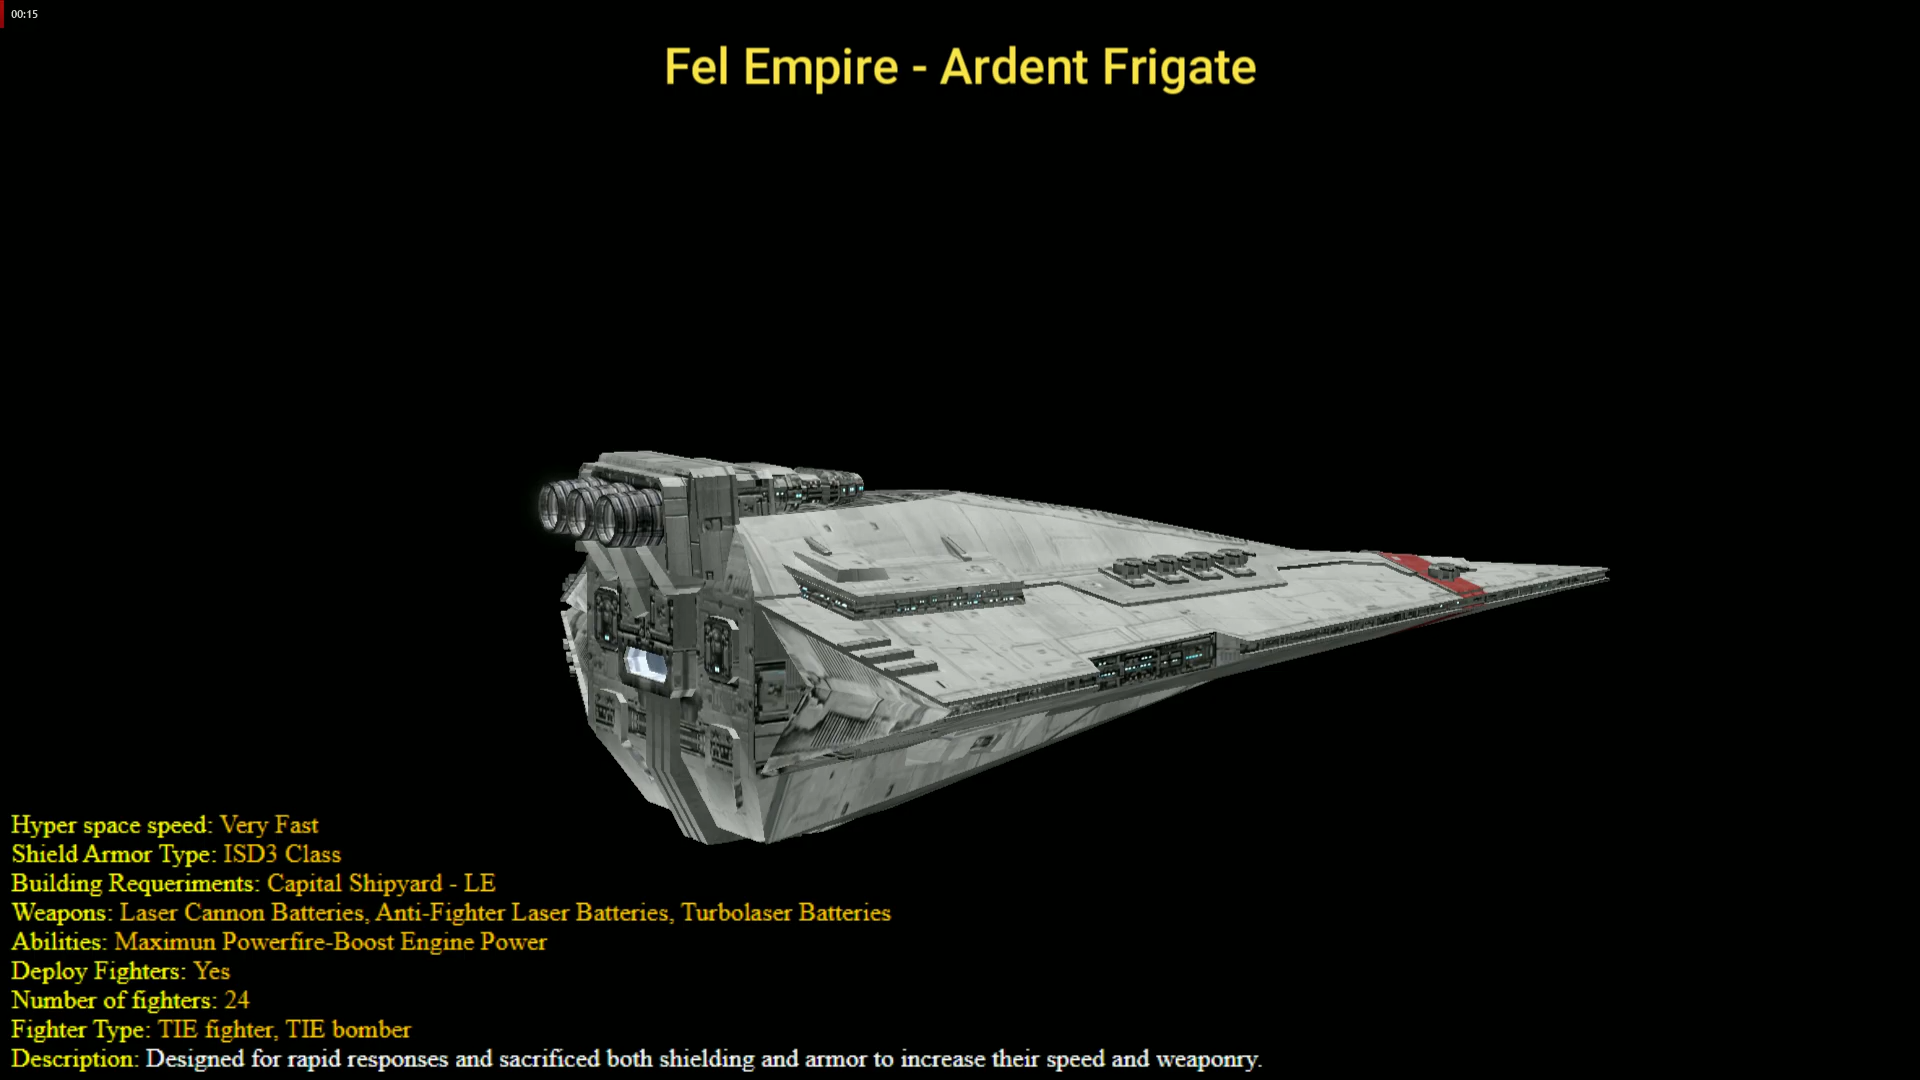 00:15
Fel Empire - Ardent Frigate
Hyper space speed: Very Fast
Shield Armor Type: ISD3 Class
Building Requeriments: Capital Shipyard - LE
Weapons: Laser Cannon Batteries, Anti-Fighter Laser Batteries, Turbolaser Batteries
Abilities: Maximun Powerfire-Boost Engine Power
Deploy Fighters: Yes
Number of fighters: 24
Fighter Type: TIE fighter, TIE bomber
Description: Designed for rapid responses and sacrificed both shielding and armor to increase their speed and weaponry.